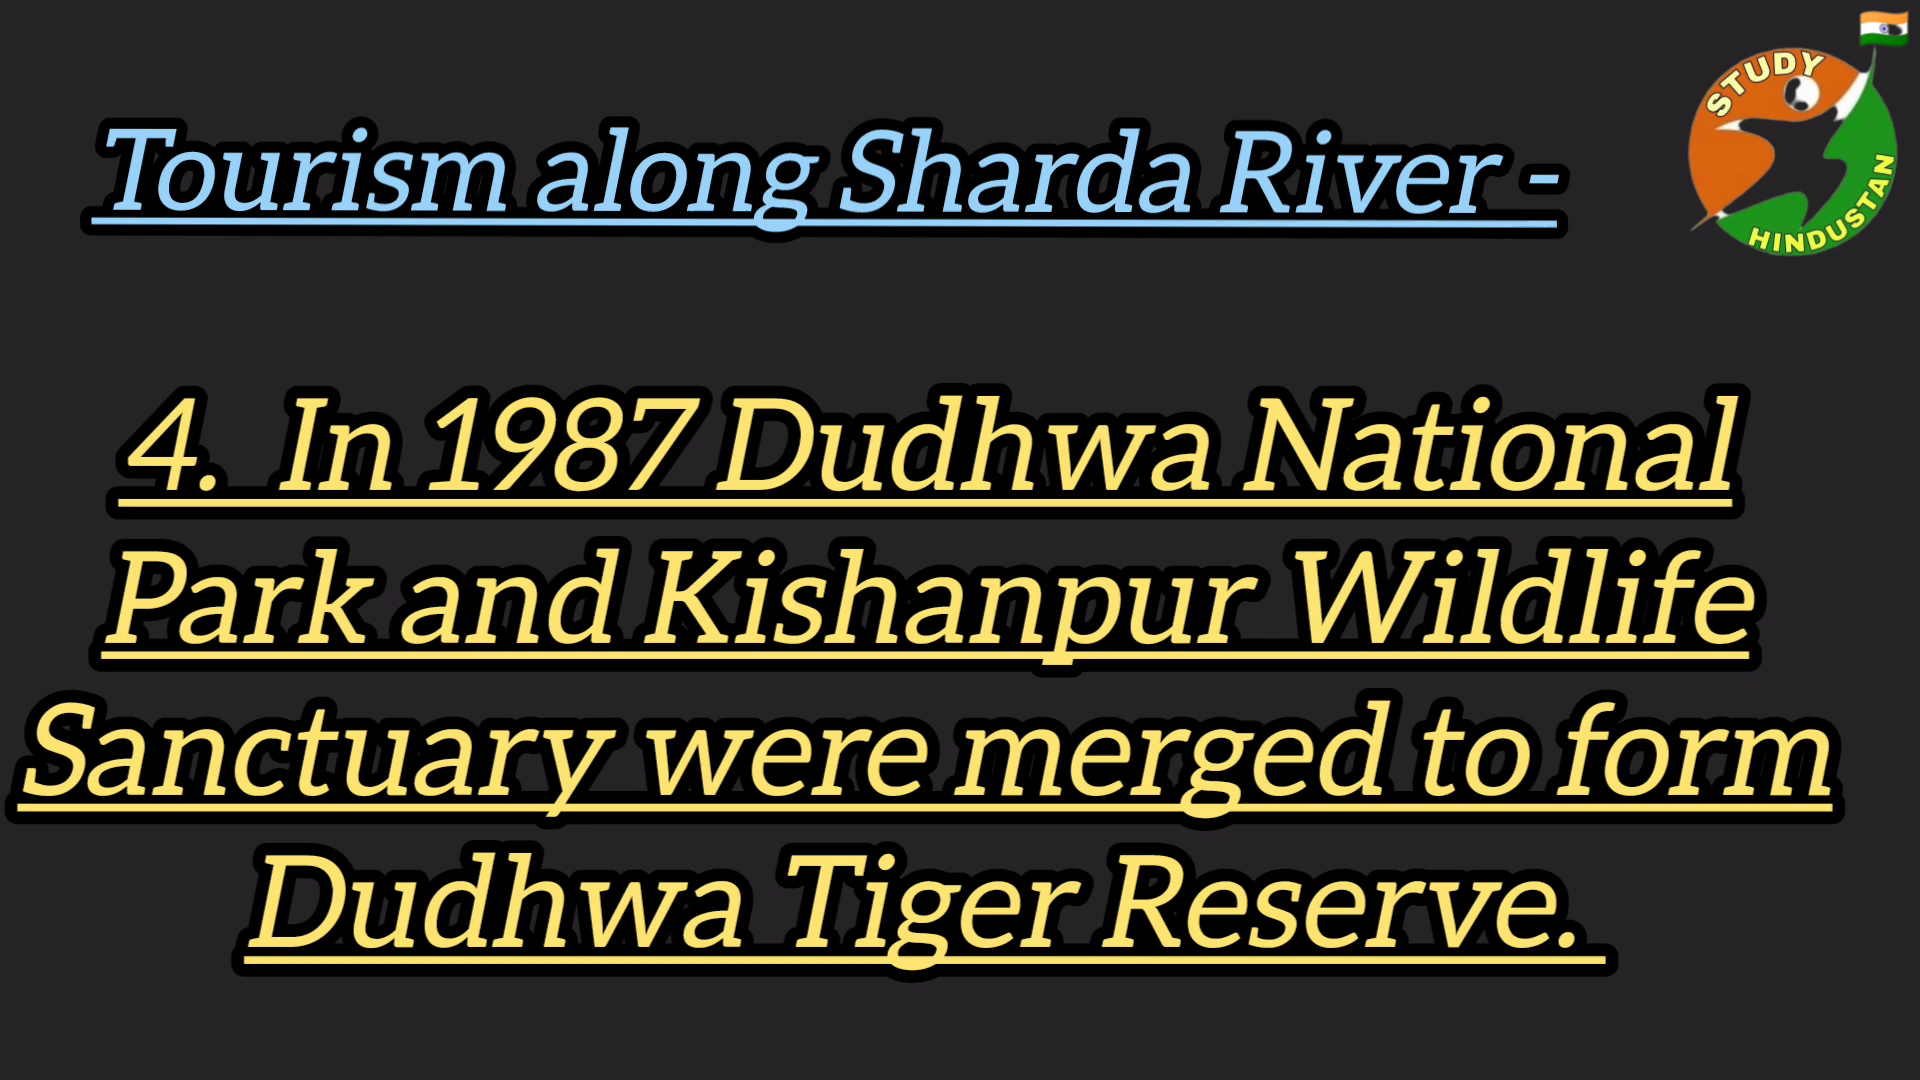 Tourism along Sharda River -
STUDY
HINDUSTAN
4. In 1987 Dudhwa National
Park and Kishanpur Wildlife
Sanctuary were merged to form
Dudhwa Tiger Reserve.